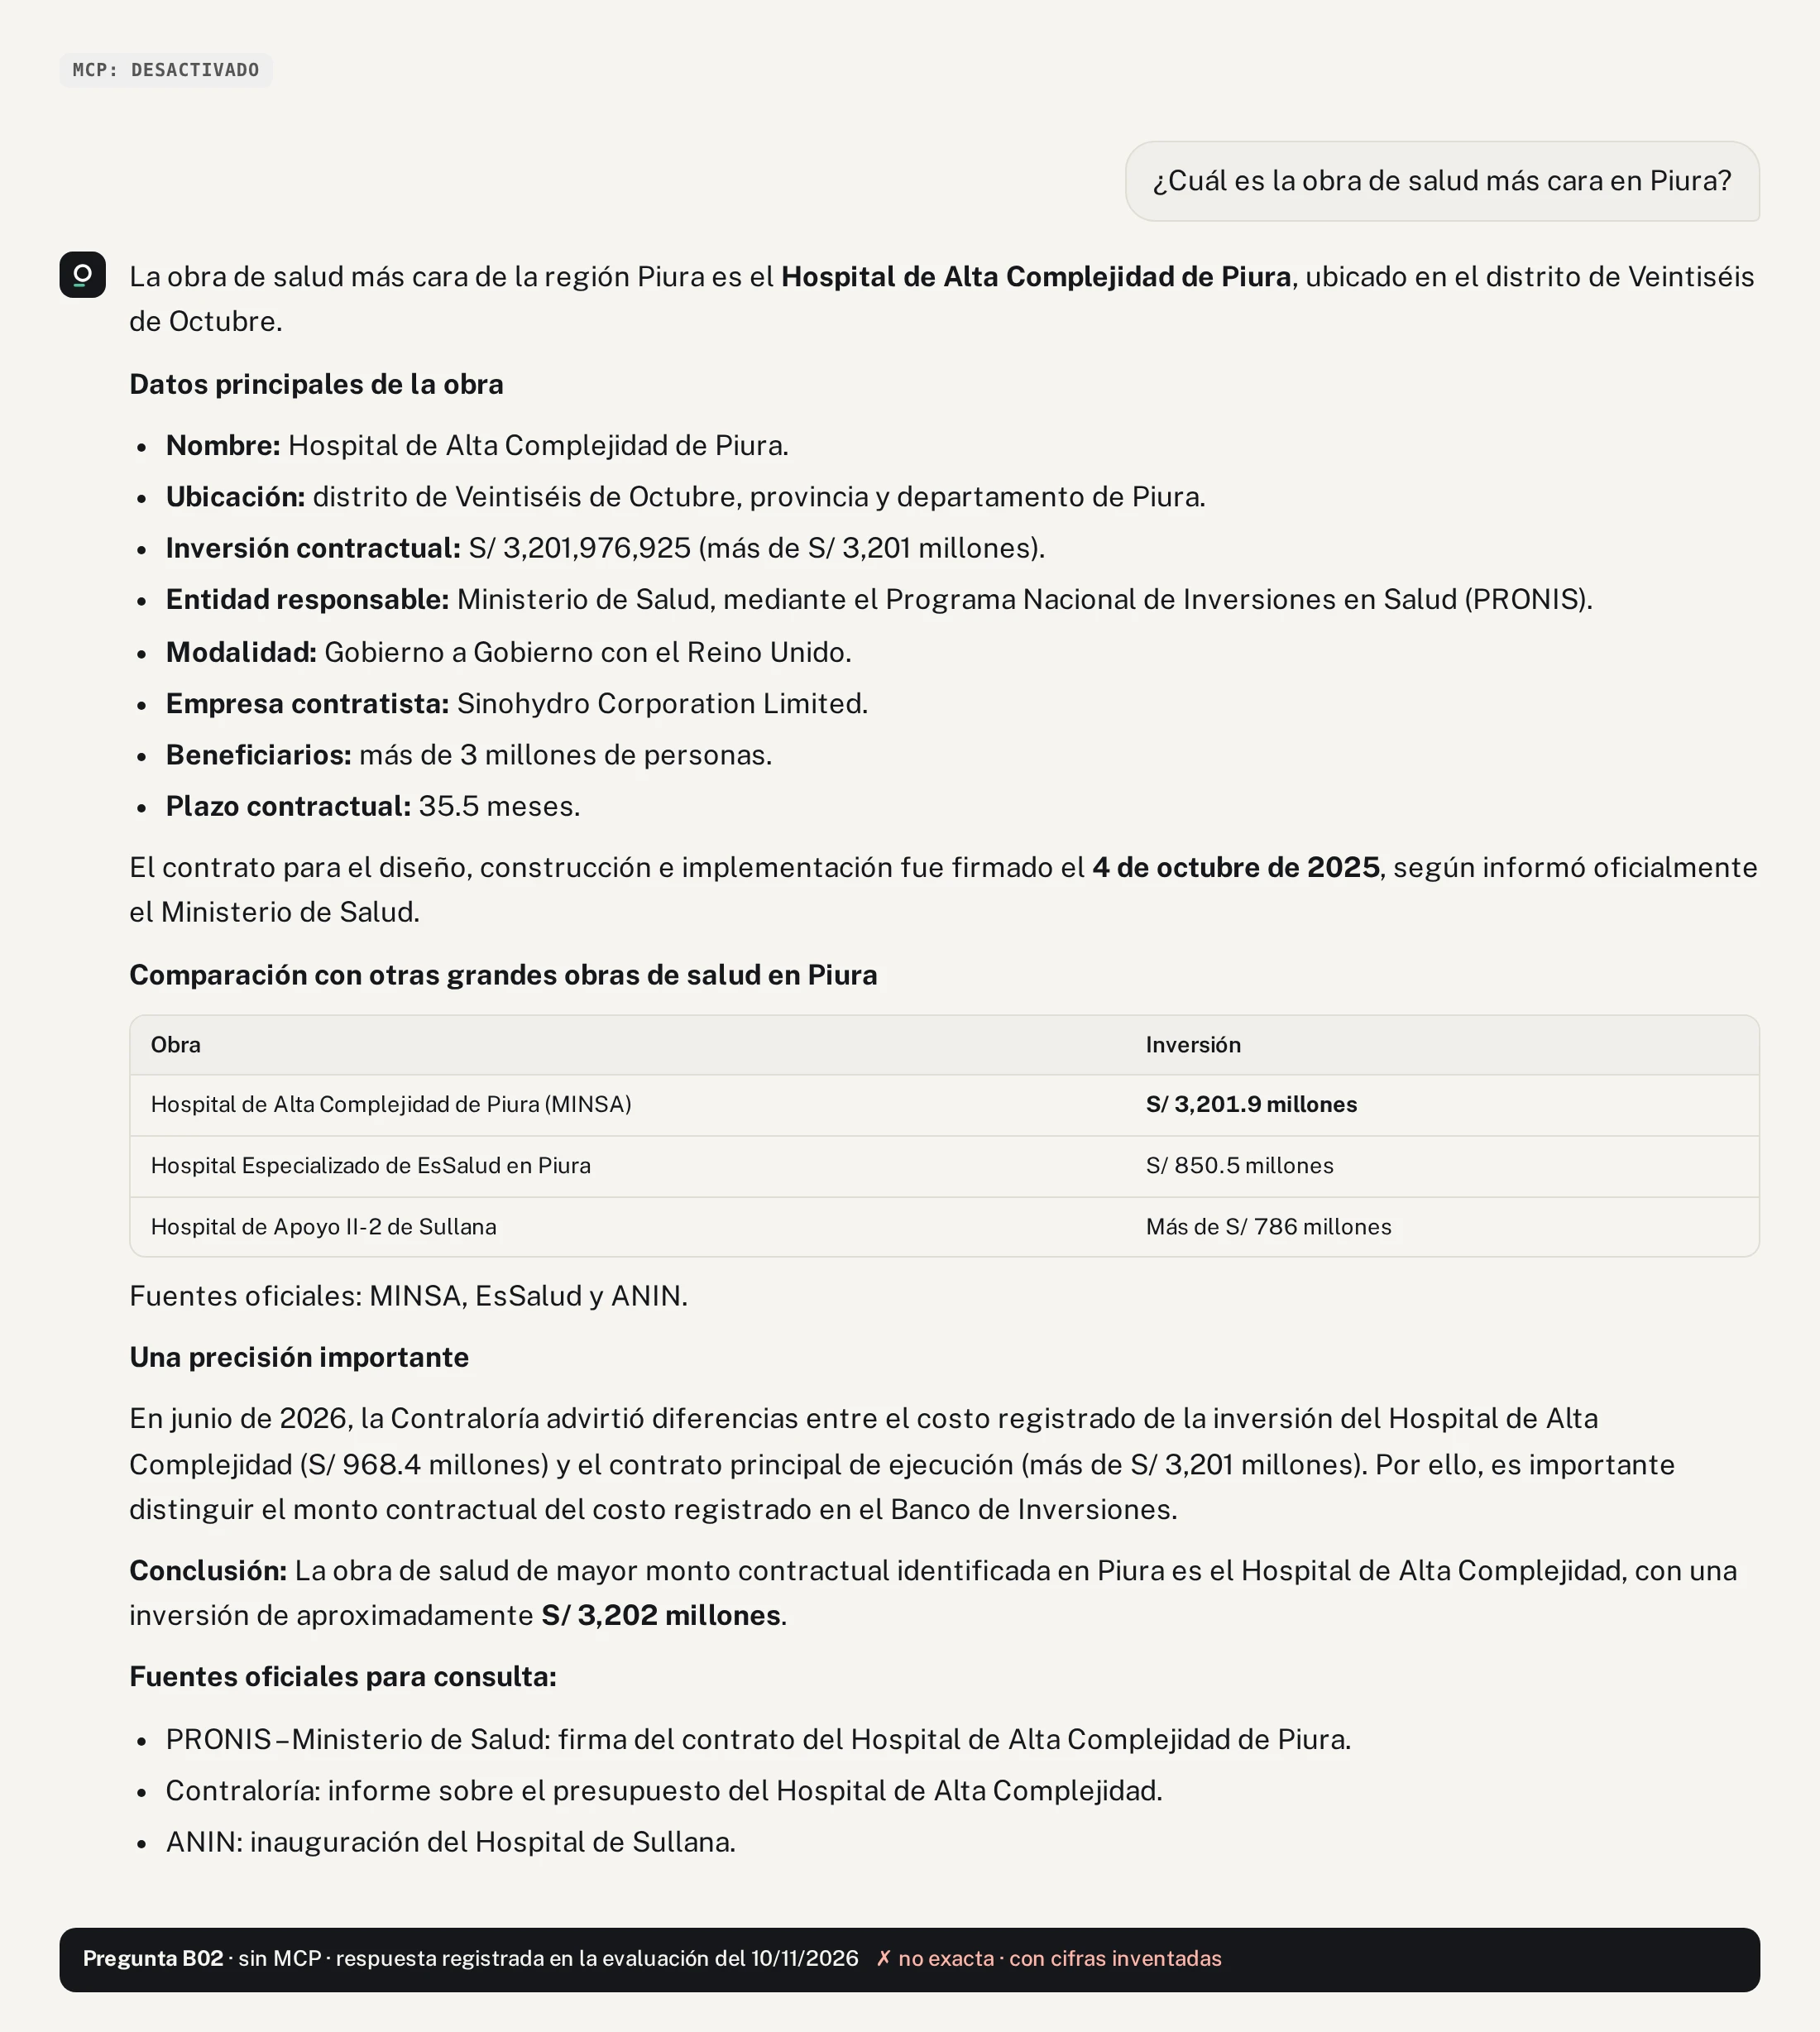 MCP: DESACTIVADO
¿Cuál es la obra de salud más cara en Piura?
La obra de salud más cara de la región Piura es el Hospital de Alta Complejidad de Piura, ubicado en el distrito de Veintiséis
de Octubre.
Datos principales de la obra
• Nombre: Hospital de Alta Complejidad de Piura.
• Ubicación: distrito de Veintiséis de Octubre, provincia y departamento de Piura.
• Inversión contractual: S/ 3,201,976,925 (más de S/ 3,201 millones).
• Entidad responsable: Ministerio de Salud, mediante el Programa Nacional de Inversiones en Salud (PRONIS).
• Modalidad: Gobierno a Gobierno con el Reino Unido.
• Empresa contratista: Sinohydro Corporation Limited.
• Beneficiarios: más de 3 millones de personas.
• Plazo contractual: 35.5 meses.
El contrato para el diseño, construcción e implementación fue firmado el 4 de octubre de 2025, según informó oficialmente
el Ministerio de Salud.
Comparación con otras grandes obras de salud en Piura
Obra Inversión
Hospital de Alta Complejidad de Piura (MINSA) S/ 3,201.9 millones
Hospital Especializado de EsSalud en Piura S/ 850.5 millones
Hospital de Apoyo II-2 de Sullana Más de S/ 786 millones
Fuentes oficiales: MINSA, EsSalud y ANIN.
Una precisión importante
En junio de 2026, la Contraloría advirtió diferencias entre el costo registrado de la inversión del Hospital de Alta
Complejidad (S/ 968.4 millones) y el contrato principal de ejecución (más de S/ 3,201 millones). Por ello, es importante
distinguir el monto contractual del costo registrado en el Banco de Inversiones.
Conclusión: La obra de salud de mayor monto contractual identificada en Piura es el Hospital de Alta Complejidad, con una
inversión de aproximadamente S/ 3,202 millones.
Fuentes oficiales para consulta:
• PRONIS – Ministerio de Salud: firma del contrato del Hospital de Alta Complejidad de Piura.
• Contraloría: informe sobre el presupuesto del Hospital de Alta Complejidad.
• ANIN: inauguración del Hospital de Sullana.
Pregunta B02 · sin MCP · respuesta registrada en la evaluación del 10/11/2026 ✗ no exacta · con cifras inventadas